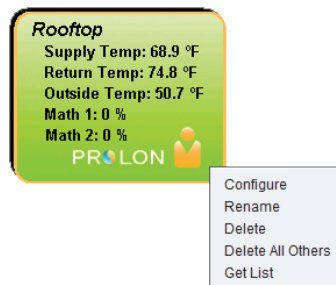 Rooftop
Supply Temp: 68.9 °F
Return Temp: 74.8 °F
Outside Temp: 50.7 °F
Math 1: 0 %
Math 2: 0 %
PROLON
Configure
Rename
Delete
Delete All Others
Get List